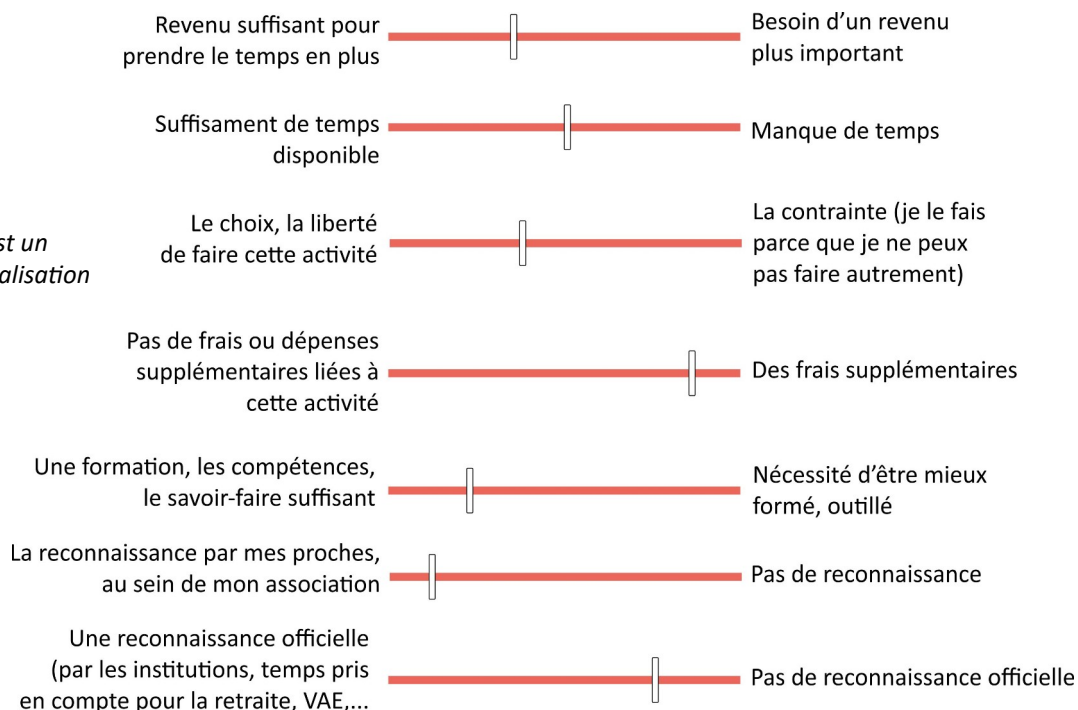 Revenu suffisant pour
prendre le temps en plus
Besoin d'un revenu
plus important
Suffisament de temps
disponible
Manque de temps
st un
alisation
Le choix, la liberté
de faire cette activité
La contrainte (je le fais
parce que je ne peux
pas faire autrement)
Pas de frais ou dépenses
supplémentaires liées à
cette activité
Des frais supplémentaires
Une formation, les compétences,
le savoir-faire suffisant
Nécessité d'être mieux
formé, outillé
La reconnaissance par mes proches,
au sein de mon association
Pas de reconnaissance
Une reconnaissance officielle
(par les institutions, temps pris
en compte pour la retraite, VAE,...
Pas de reconnaissance officielle